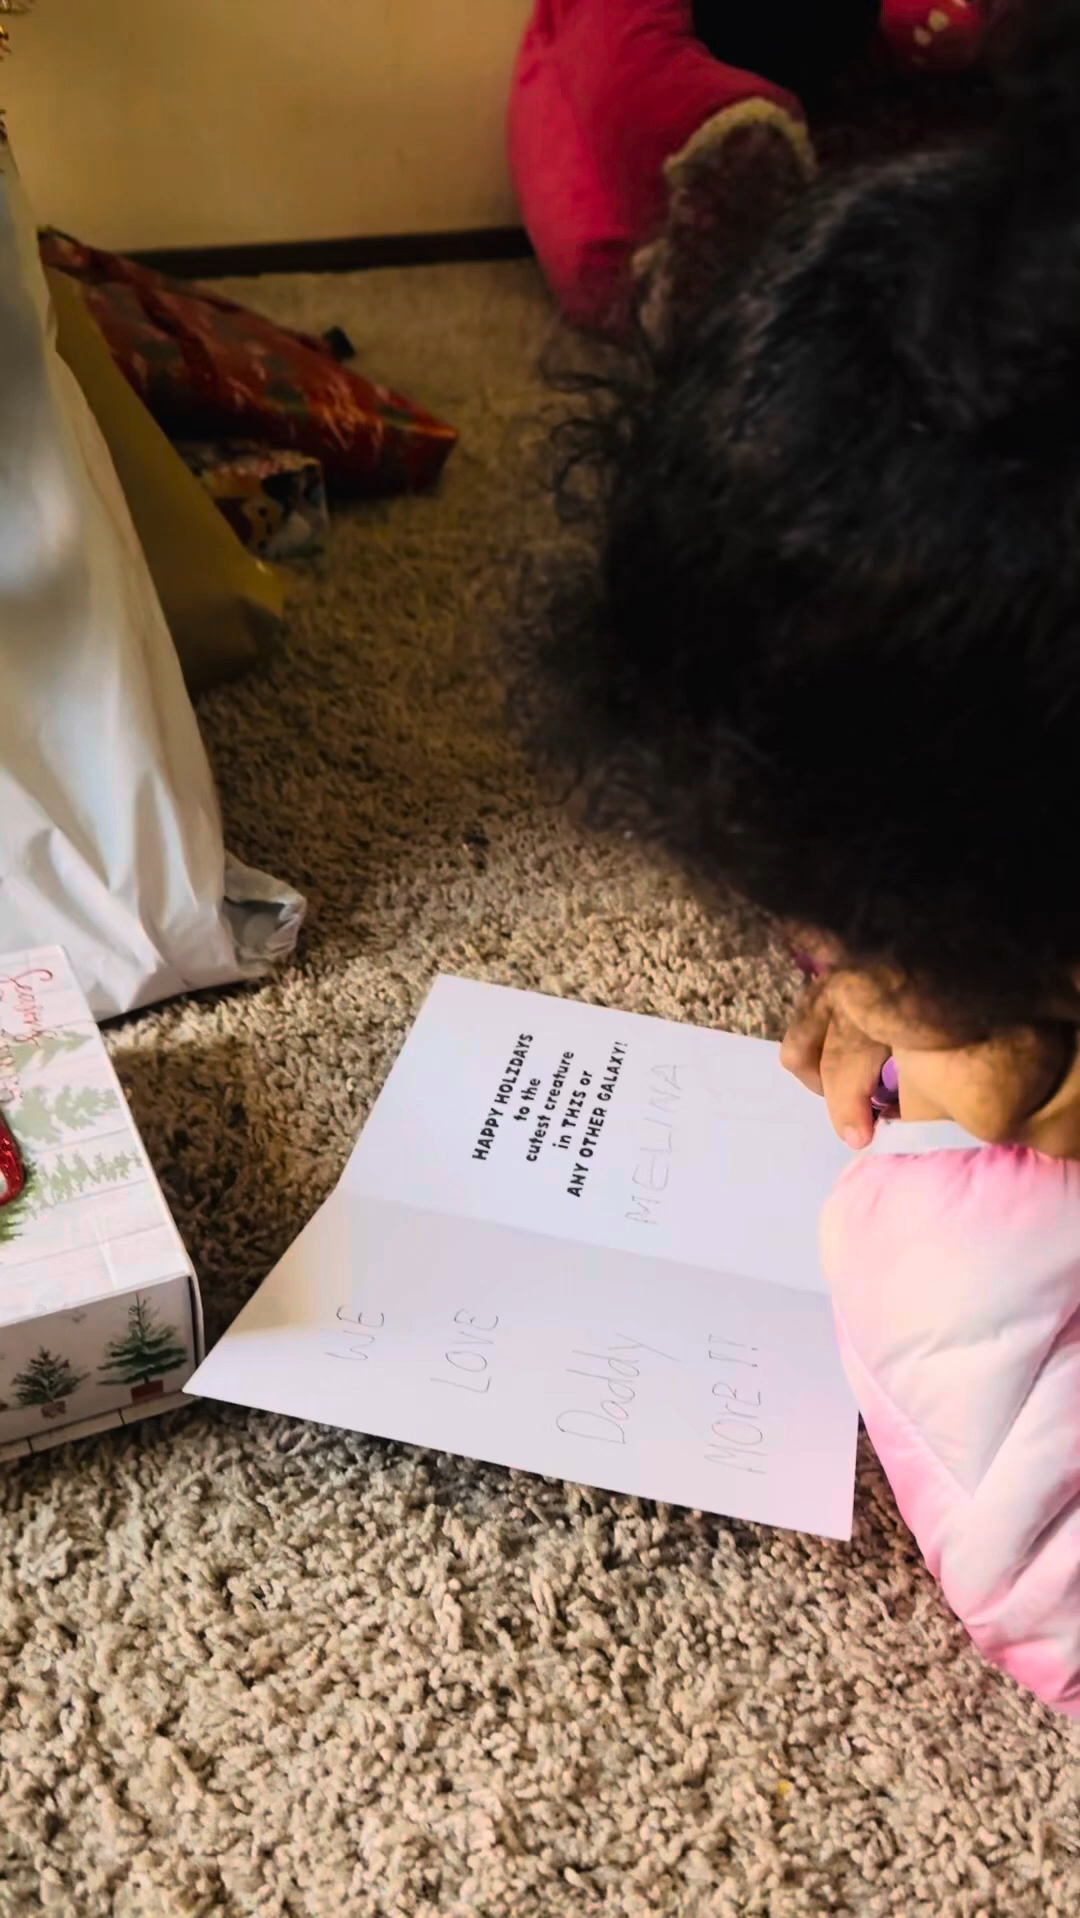 WE
LOVE
Daddy
MOrE !!
HAPPY HOLIDAYS
to the
cutest creature
in THIS or
ANY OTHER GALAXY!
MELINA